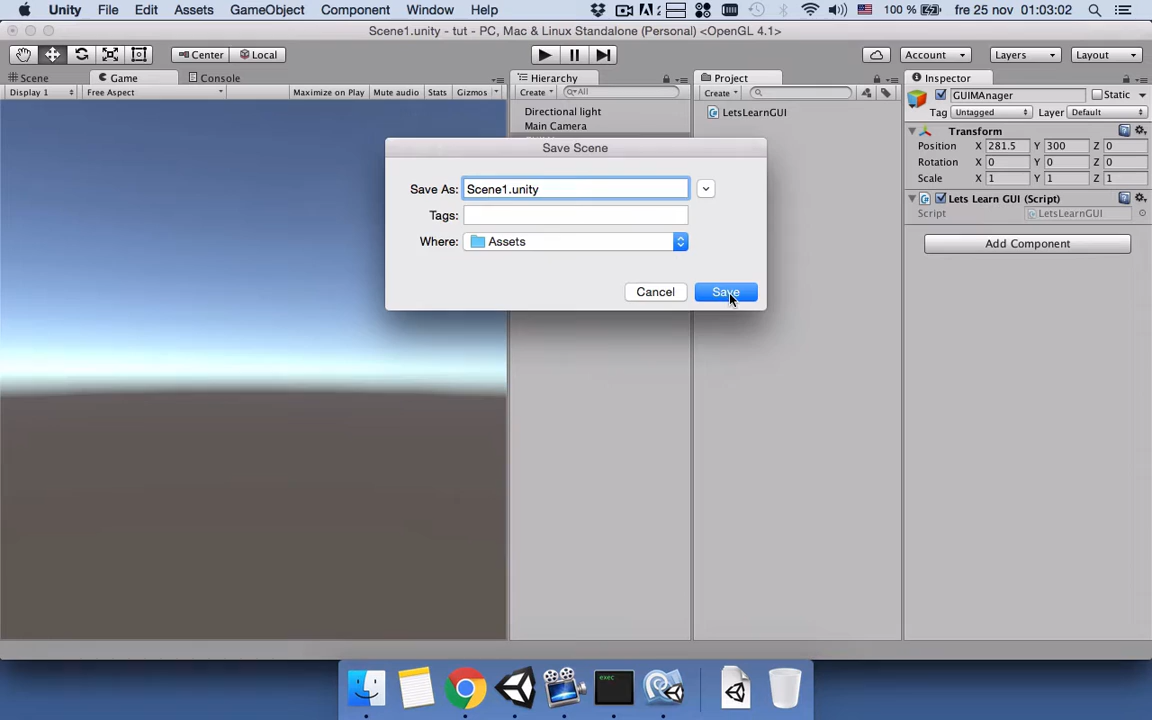 Unity File Edit Assets GameObject Component Window Help 100 % fre 25 nov 01:03:02
Scene1.unity - tut - PC, Mac & Linux Standalone (Personal) <OpenGL 4.1>
Center Local Account Layers Layout
Scene Game Console Hierarchy Project Inspector
Display 1 Free Aspect Maximize on Play Mute audio Stats Gizmos Create All Create GUIMAnager Static
Tag Untagged Layer Default
Directional light LetsLearnGUI
Main Camera
Transform
Position X 281.5 Y 300 Z 0
Rotation X 0 Y 0 Z 0
Scale X 1 Y 1 Z 1
Lets Learn GUI (Script)
Script LetsLearnGUI
Add Component
Save Scene
Save As: Scene1.unity
Tags:
Where: Assets
Cancel Save
exec